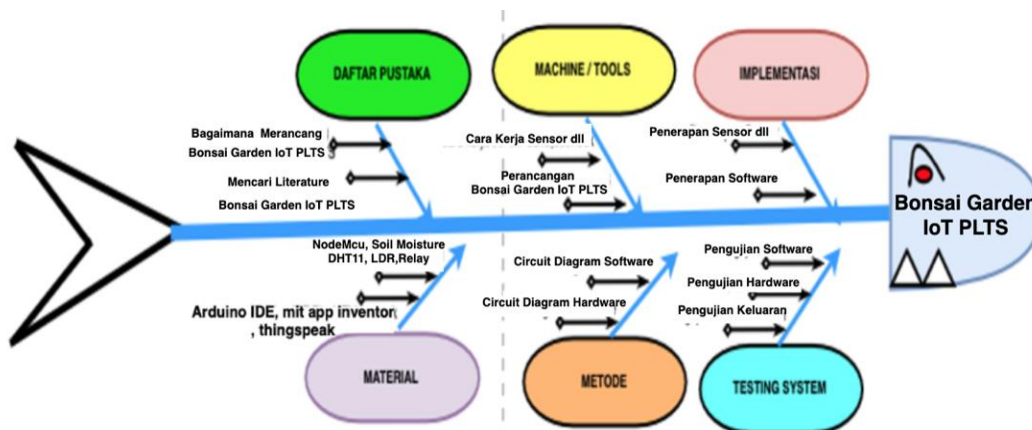 DAFTAR PUSTAKA
MACHINE / TOOLS
IMPLEMENTASI
Bagaimana Merancang
Bonsai Garden IoT PLTS
Mencari Literature
Bonsai Garden IoT PLTS
Cara Kerja Sensor dll
Perancangan
Bonsai Garden IoT PLTS
Penerapan Sensor dll
Penerapan Software
Bonsai Garden
IoT PLTS
NodeMcu, Soil Moisture
DHT11, LDR,Relay
Arduino IDE, mit app inventor
, thingspeak
Circuit Diagram Software
Circuit Diagram Hardware
Pengujian Software
Pengujian Hardware
Pengujian Keluaran
MATERIAL
METODE
TESTING SYSTEM